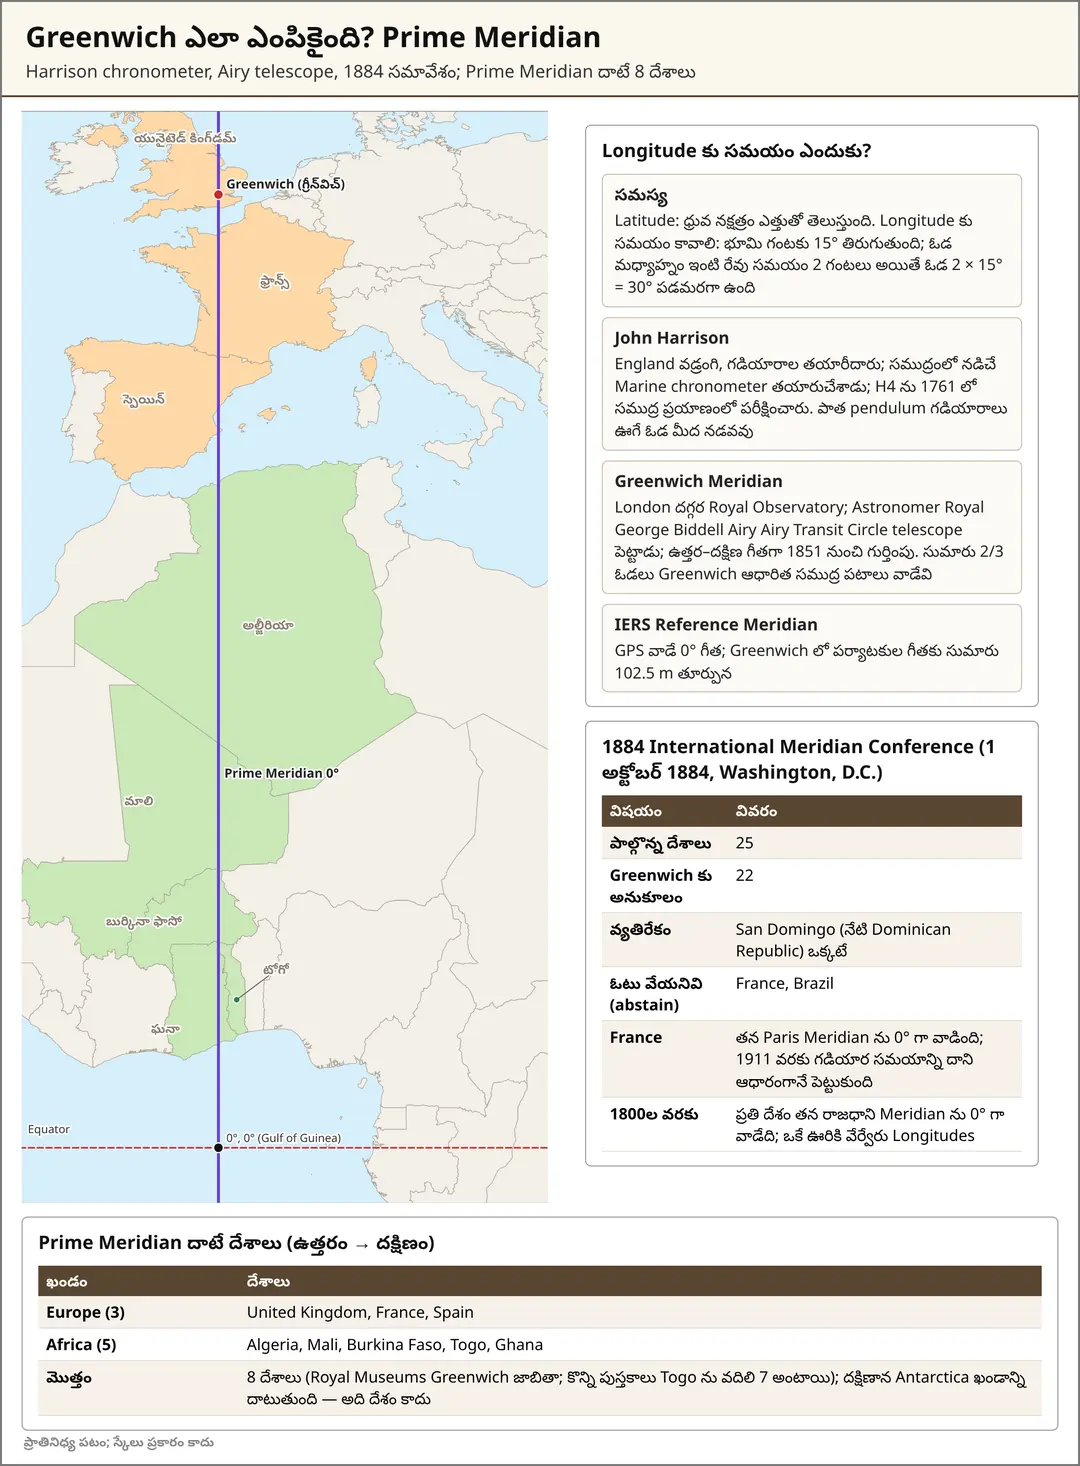 Greenwich ఎలా ఎంపికైంది? Prime Meridian
Harrison chronometer, Airy telescope, 1884 సమావేశం; Prime Meridian దాటే 8 దేశాలు
యునైటెడ్ కింగ్‌డమ్
Greenwich (గ్రీన్‌విచ్)
ఫ్రాన్స్
స్పెయిన్
అల్జీరియా
Prime Meridian 0°
మాలి
బుర్కినా ఫాసో
టోగో
ఘనా
Equator
0°, 0° (Gulf of Guinea)
Longitude కు సమయం ఎందుకు?
సమస్య
Latitude: ధ్రువ నక్షత్రం ఎత్తుతో తెలుస్తుంది. Longitude కు
సమయం కావాలి: భూమి గంటకు 15° తిరుగుతుంది; ఓడ
మధ్యాహ్నం ఇంటి రేవు సమయం 2 గంటలు అయితే ఓడ 2 × 15°
= 30° పడమరగా ఉంది
John Harrison
England వడ్రంగి, గడియారాల తయారీదారు; సముద్రంలో నడిచే
Marine chronometer తయారుచేశాడు; H4 ను 1761 లో
సముద్ర ప్రయాణంలో పరీక్షించారు. పాత pendulum గడియారాలు
ఊగే ఓడ మీద నడవవు
Greenwich Meridian
London దగ్గర Royal Observatory; Astronomer Royal
George Biddell Airy Airy Transit Circle telescope
పెట్టాడు; ఉత్తర–దక్షిణ గీతగా 1851 నుంచి గుర్తింపు. సుమారు 2/3
ఓడలు Greenwich ఆధారిత సముద్ర పటాలు వాడేవి
IERS Reference Meridian
GPS వాడే 0° గీత; Greenwich లో పర్యాటకుల గీతకు సుమారు
102.5 m తూర్పున
1884 International Meridian Conference (1
అక్టోబర్ 1884, Washington, D.C.)
విషయం వివరం
పాల్గొన్న దేశాలు 25
Greenwich కు 22
అనుకూలం
వ్యతిరేకం San Domingo (నేటి Dominican
Republic) ఒక్కటే
ఓటు వేయనివి France, Brazil
(abstain)
France తన Paris Meridian ను 0° గా వాడింది;
1911 వరకు గడియార సమయాన్ని దాని
ఆధారంగానే పెట్టుకుంది
1800ల వరకు ప్రతి దేశం తన రాజధాని Meridian ను 0° గా
వాడేది; ఒకే ఊరికి వేర్వేరు Longitudes
Prime Meridian దాటే దేశాలు (ఉత్తరం → దక్షిణం)
ఖండం దేశాలు
Europe (3) United Kingdom, France, Spain
Africa (5) Algeria, Mali, Burkina Faso, Togo, Ghana
మొత్తం 8 దేశాలు (Royal Museums Greenwich జాబితా; కొన్ని పుస్తకాలు Togo ను వదిలి 7 అంటాయి); దక్షిణాన Antarctica ఖండాన్ని
దాటుతుంది — అది దేశం కాదు
ప్రాతినిధ్య పటం; స్కేలు ప్రకారం కాదు